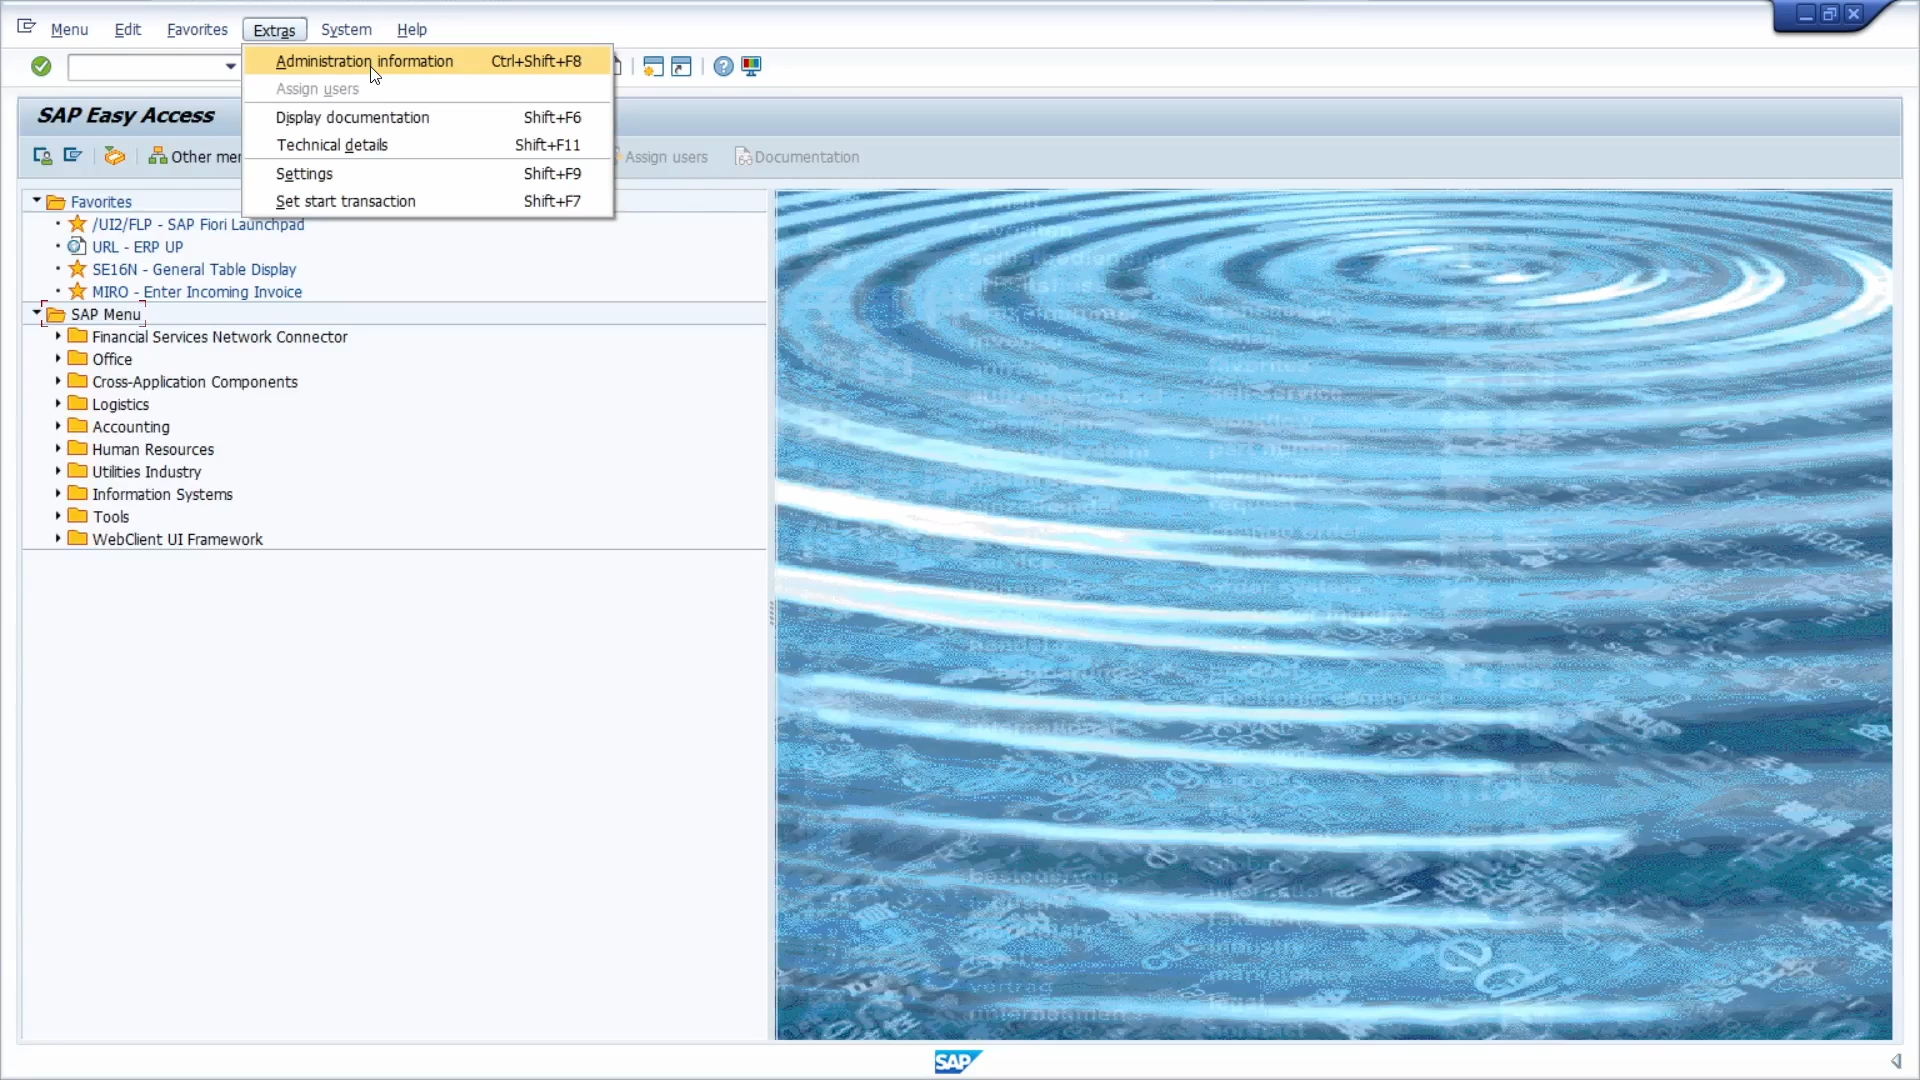 Menu Edit Favorites Extras System Help
Administration information Ctrl+Shift+F8
Assign users
Display documentation Shift+F6
Technical details Shift+F11
Settings Shift+F9
Set start transaction Shift+F7
SAP Easy Access
Other mer Assign users Documentation
Favorites
/UI2/FLP - SAP Fiori Launchpad
URL - ERP UP
SE16N - General Table Display
MIRO - Enter Incoming Invoice
SAP Menu
Financial Services Network Connector
Office
Cross-Application Components
Logistics
Accounting
Human Resources
Utilities Industry
Information Systems
Tools
WebClient UI Framework
SAP